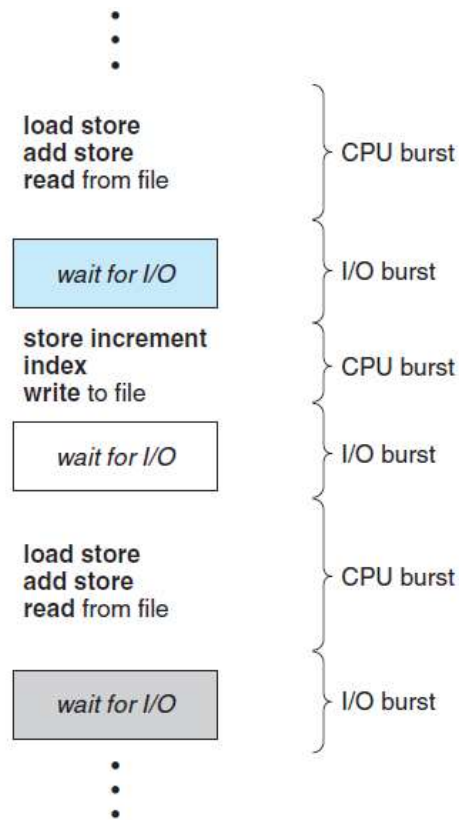 load store
add store
read from file
CPU burst
wait for I/O
I/O burst
store increment
index
write to file
CPU burst
wait for I/O
I/O burst
load store
add store
read from file
CPU burst
wait for I/O
I/O burst